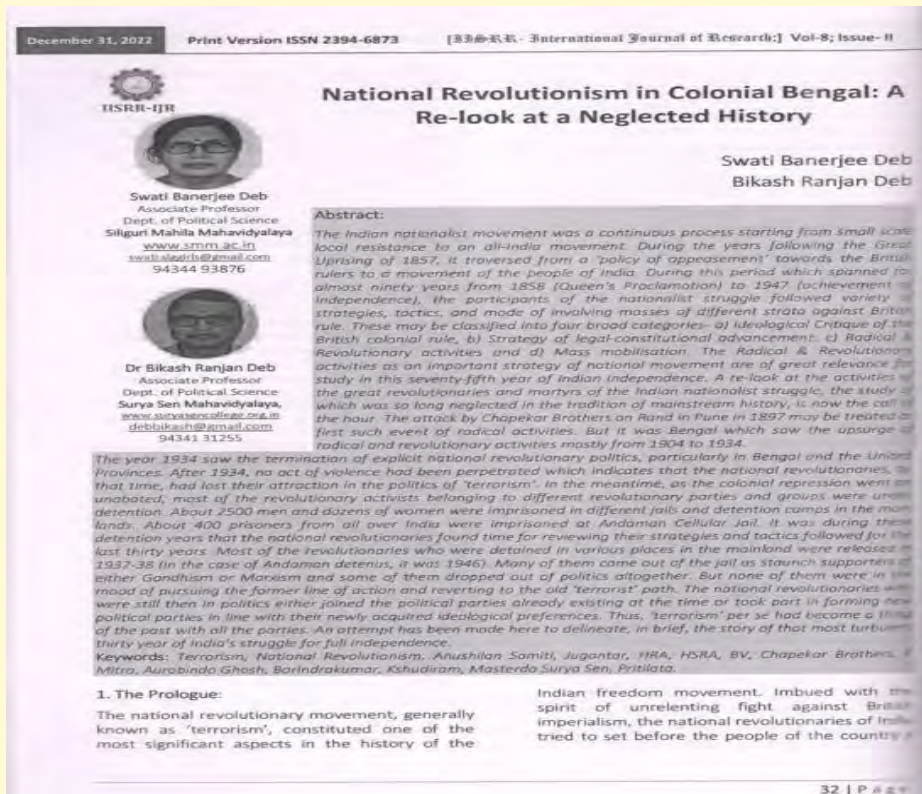 December 31, 2022 Print Version ISSN 2394-6873 [IISRR- International Journal of Research:] Vol-8; Issue- II
IISRR-IJR
National Revolutionism in Colonial Bengal: A
Re-look at a Neglected History
Swati Banerjee Deb
Bikash Ranjan Deb
Swati Banerjee Deb
Associate Professor
Dept. of Political Science
Siliguri Mahila Mahavidyalaya
www.smm.ac.in
swati.slggirls@gmail.com
94344 93876
Dr Bikash Ranjan Deb
Associate Professor
Dept. of Political Science
Surya Sen Mahavidyalaya,
www.suryasencollege.org.in
debbikash@gmail.com
94341 31255
Abstract:
The Indian nationalist movement was a continuous process starting from small scale
local resistance to an all-India movement. During the years following the Great
Uprising of 1857, it traversed from a 'policy of appeasement' towards the British
rulers to a movement of the people of India. During this period which spanned for
almost ninety years from 1858 (Queen's Proclamation) to 1947 (achievement of
Independence), the participants of the nationalist struggle followed variety of
strategies, tactics, and mode of involving masses of different strata against British
rule. These may be classified into four broad categories- a) Ideological Critique of the
British colonial rule, b) Strategy of legal-constitutional advancement. c) Radical &
Revolutionary activities and d) Mass mobilisation. The Radical & Revolutionary
activities as an important strategy of national movement are of great relevance for
study in this seventy-fifth year of Indian independence. A re-look at the activities of
the great revolutionaries and martyrs of the Indian nationalist struggle, the study of
which was so long neglected in the tradition of mainstream history, is now the call of
the hour. The attack by Chapekar Brothers on Rand in Pune in 1897 may be treated as
first such event of radical activities. But it was Bengal which saw the upsurge of
radical and revolutionary activities mostly from 1904 to 1934.
The year 1934 saw the termination of explicit national revolutionary politics, particularly in Bengal and the United
Provinces. After 1934, no act of violence had been perpetrated which indicates that the national revolutionaries, by
that time, had lost their attraction in the politics of 'terrorism'. In the meantime, as the colonial repression went on
unabated, most of the revolutionary activists belonging to different revolutionary parties and groups were under
detention. About 2500 men and dozens of women were imprisoned in different jails and detention camps in the main
lands. About 400 prisoners from all over India were imprisoned at Andaman Cellular Jail. It was during these
detention years that the national revolutionaries found time for reviewing their strategies and tactics followed for the
last thirty years. Most of the revolutionaries who were detained in various places in the mainland were released in
1937-38 (in the case of Andaman detenus, it was 1946). Many of them came out of the jail as staunch supporters of
either Gandhism or Marxism and some of them dropped out of politics altogether. But none of them were in the
mood of pursuing the former line of action and reverting to the old 'terrorist' path. The national revolutionaries who
were still then in politics either joined the political parties already existing at the time or took part in forming new
political parties in line with their newly acquired ideological preferences. Thus, 'terrorism' per se had become a thing
of the past with all the parties. An attempt has been made here to delineate, in brief, the story of that most turbulent
thirty year of India's struggle for full independence.
Keywords: Terrorism, National Revolutionism, Anushilan Samiti, Jugantar, HRA, HSRA, BV, Chapekar Brothers,
Mitra, Aurobindo Ghosh, Barindrakumar, Kshudiram, Masterda Surya Sen, Pritilata.
1. The Prologue:
The national revolutionary movement, generally
known as 'terrorism', constituted one of the
most significant aspects in the history of the
Indian freedom movement. Imbued with the
spirit of unrelenting fight against British
imperialism, the national revolutionaries of India
tried to set before the people of the country
32 | P a g e